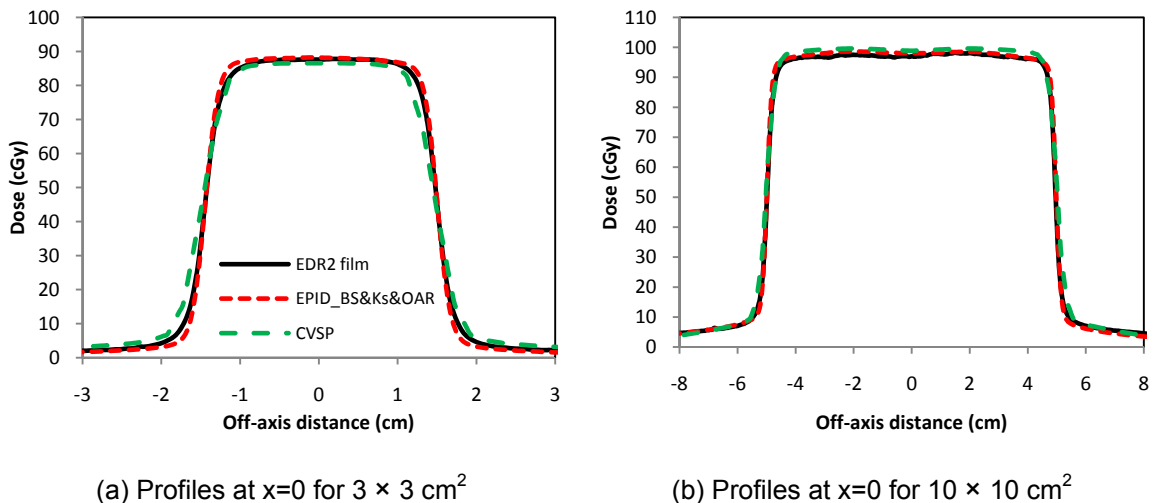 100
90
80
70
60
50
40
30
20
10
0
Dose (cGy)
EDR2 film
EPID_BS&Ks&OAR
CVSP
-3 -2 -1 0 1 2 3
Off-axis distance (cm)
(a) Profiles at x=0 for 3 × 3 cm²
110
100
90
80
70
60
50
40
30
20
10
0
Dose (cGy)
-8 -6 -4 -2 0 2 4 6 8
Off-axis distance (cm)
(b) Profiles at x=0 for 10 × 10 cm²